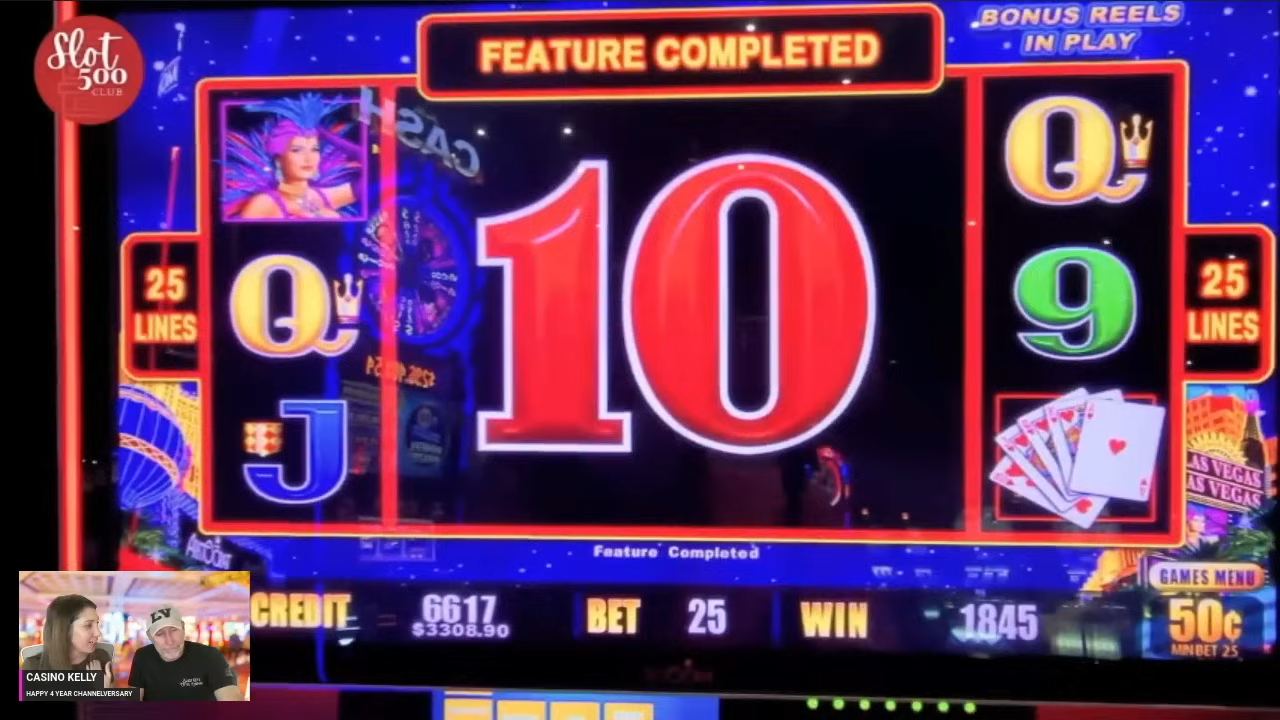 Slot
500
CLUB
FEATURE COMPLETED
BONUS REELS
IN PLAY
CASH
Q
10
Q
9
J
25
LINES
25
LINES
LAS VEGAS
LAS VEGAS
Feature Completed
GAMES MENU
CREDIT
6617
$3308.90
BET
25
WIN
1845
50¢
MIN BET 25
LV
CASINO KELLY
HAPPY 4 YEAR CHANNELVERSARY